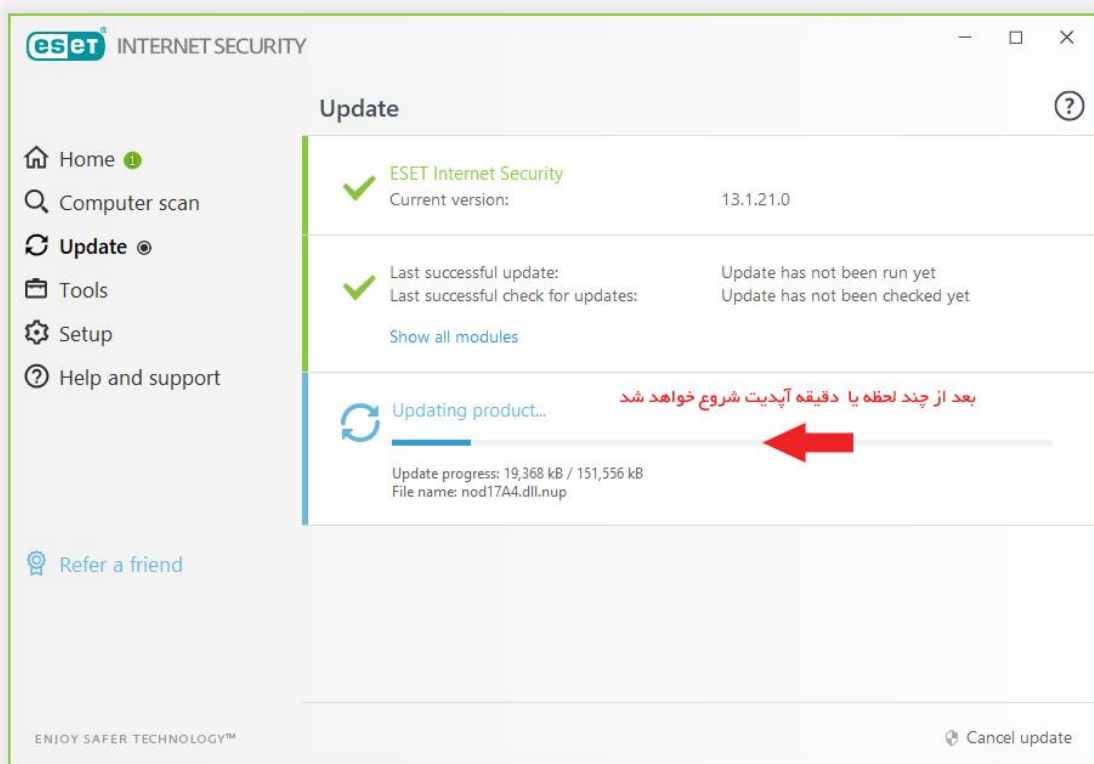 eseT INTERNET SECURITY
Update
Home 1
Computer scan
Update
Tools
Setup
Help and support
Refer a friend
ESET Internet Security
Current version: 13.1.21.0
Last successful update: Update has not been run yet
Last successful check for updates: Update has not been checked yet
Show all modules
بعد از چند لحظه یا دقیقه آپدیت شروع خواهد شد
Updating product...
Update progress: 19,368 kB / 151,556 kB
File name: nod17A4.dll.nup
ENJOY SAFER TECHNOLOGY™
Cancel update